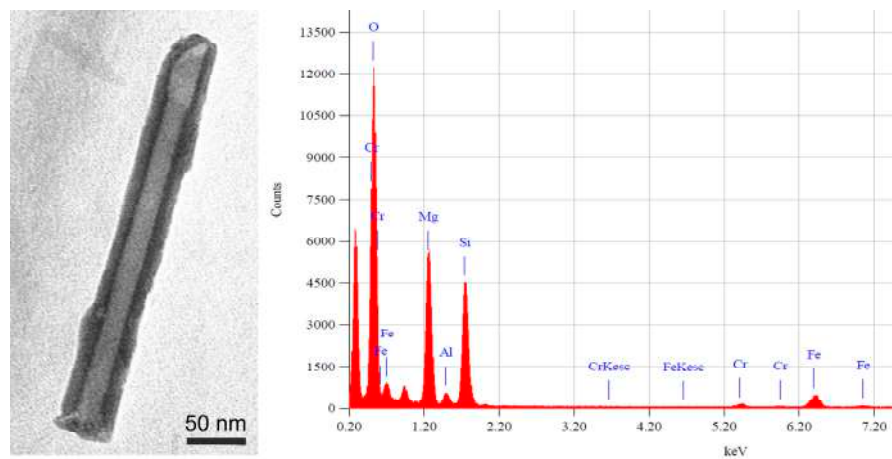 50 nm
13500
12000
10500
9000
7500
6000
4500
3000
1500
0
Counts
O
Cr
Cr
Fe
Fe
Mg
Al
Si
CrKesc
FeKesc
Cr
Cr
Fe
Fe
0.20 1.20 2.20 3.20 4.20 5.20 6.20 7.20
keV